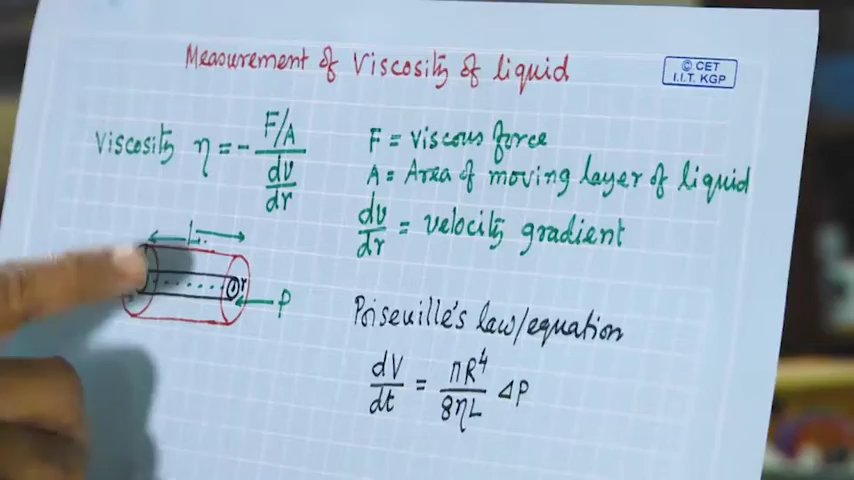 Measurement of Viscosity of liquid
© CET
I.I.T. KGP
Viscosity η = - F/A / dv/dr
F = Viscous force
A = Area of moving layer of liquid
dv/dr = velocity gradient
L
r
P
Poiseuille's law/equation
dV/dt = πR⁴/8ηL ΔP